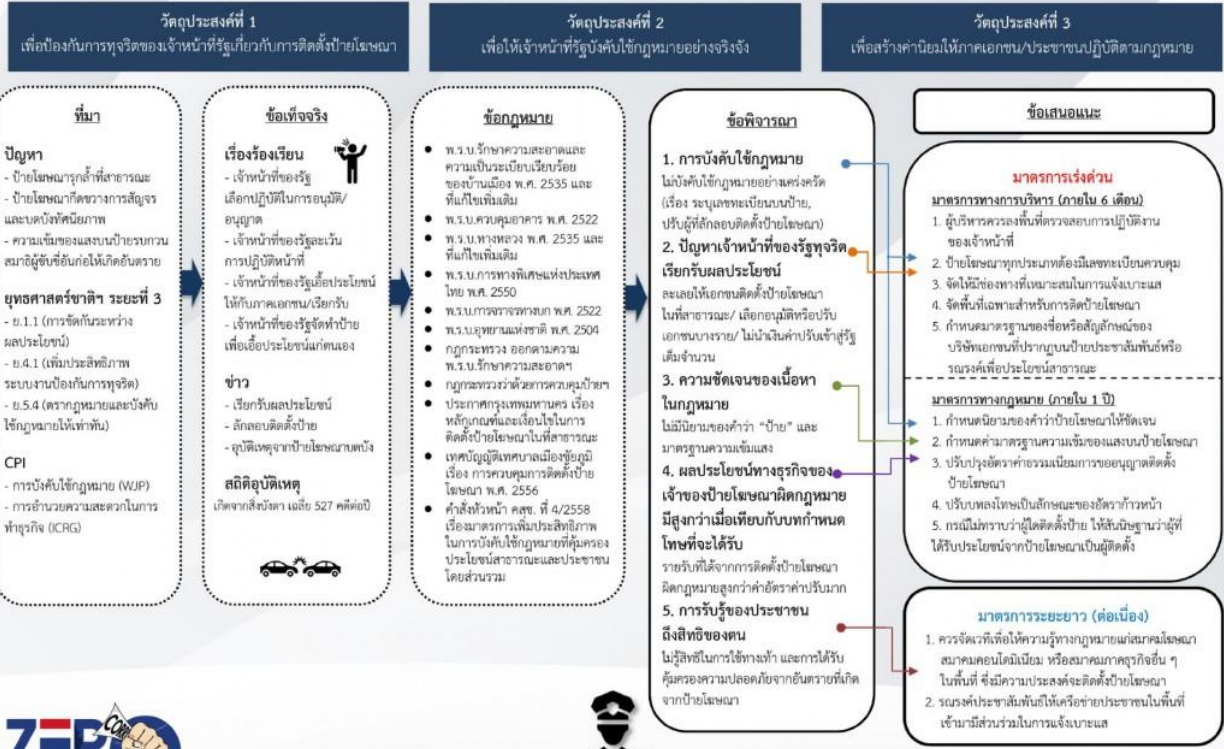 วัตถุประสงค์ที่ 1
เพื่อป้องกันการทุจริตของเจ้าหน้าที่รัฐเกี่ยวกับการติดตั้งป้ายโฆษณา
วัตถุประสงค์ที่ 2
เพื่อให้เจ้าหน้าที่รัฐบังคับใช้กฎหมายอย่างจริงจัง
วัตถุประสงค์ที่ 3
เพื่อสร้างค่านิยมให้ภาคเอกชน/ประชาชนปฏิบัติตามกฎหมาย
ที่มา
ปัญหา
- ป้ายโฆษณารุกล้ำที่สาธารณะ
- ป้ายโฆษณากีดขวางการสัญจร
และบดบังทัศนียภาพ
- ความเข้มของแสงบนป้ายรบกวน
สมาธิผู้ขับขี่อันก่อให้เกิดอันตราย
ยุทธศาสตร์ชาติฯ ระยะที่ 3
- ย.1.1 (การขัดกันระหว่าง
ผลประโยชน์)
- ย.4.1 (เพิ่มประสิทธิภาพ
ระบบงานป้องกันการทุจริต)
- ย.5.4 (ตรากฎหมายและบังคับ
ใช้กฎหมายให้เท่าทัน)
CPI
- การบังคับใช้กฎหมาย (WJP)
- การอำนวยความสะดวกในการ
ทำธุรกิจ (ICRG)
ข้อเท็จจริง
เรื่องร้องเรียน
- เจ้าหน้าที่ของรัฐ
เลือกปฏิบัติในการอนุมัติ/
อนุญาต
- เจ้าหน้าที่ของรัฐละเว้น
การปฏิบัติหน้าที่
- เจ้าหน้าที่ของรัฐเอื้อประโยชน์
ให้กับภาคเอกชน/เรียกรับ
- เจ้าหน้าที่ของรัฐจัดทำป้าย
เพื่อเอื้อประโยชน์แก่ตนเอง
ข่าว
- เรียกรับผลประโยชน์
- ลักลอบติดตั้งป้าย
- อุบัติเหตุจากป้ายโฆษณาบดบัง
สถิติอุบัติเหตุ
เกิดจากสิ่งบังตา เฉลี่ย 527 คดีต่อปี
ข้อกฎหมาย
● พ.ร.บ.รักษาความสะอาดและ
ความเป็นระเบียบเรียบร้อย
ของบ้านเมือง พ.ศ. 2535 และ
ที่แก้ไขเพิ่มเติม
● พ.ร.บ.ควบคุมอาคาร พ.ศ. 2522
● พ.ร.บ.ทางหลวง พ.ศ. 2535 และ
ที่แก้ไขเพิ่มเติม
● พ.ร.บ.การทางพิเศษแห่งประเทศ
ไทย พ.ศ. 2550
● พ.ร.บ.การจราจรทางบก พ.ศ. 2522
● พ.ร.บ.อุทยานแห่งชาติ พ.ศ. 2504
● กฎกระทรวง ออกตามความ
พ.ร.บ.รักษาความสะอาดฯ
● กฎกระทรวงว่าด้วยการควบคุมป้ายฯ
● ประกาศกรุงเทพมหานคร เรื่อง
หลักเกณฑ์และเงื่อนไขในการ
ติดตั้งป้ายโฆษณาในที่สาธารณะ
● เทศบัญญัติเทศบาลเมืองชัยภูมิ
เรื่อง การควบคุมการติดตั้งป้าย
โฆษณา พ.ศ. 2556
● คำสั่งหัวหน้า คสช. ที่ 4/2558
เรื่องมาตรการเพิ่มประสิทธิภาพ
ในการบังคับใช้กฎหมายที่คุ้มครอง
ประโยชน์สาธารณะและประชาชน
โดยส่วนรวม
ข้อพิจารณา
1. การบังคับใช้กฎหมาย
ไม่บังคับใช้กฎหมายอย่างเคร่งครัด
(เรื่อง ระบุเลขทะเบียนบนป้าย,
ปรับผู้ที่ลักลอบติดตั้งป้ายโฆษณา)
2. ปัญหาเจ้าหน้าที่ของรัฐทุจริต
เรียกรับผลประโยชน์
ละเลยให้เอกชนติดตั้งป้ายโฆษณา
ในที่สาธารณะ/ เลือกอนุมัติหรือปรับ
เอกชนบางราย/ ไม่นำเงินค่าปรับเข้าสู่รัฐ
เต็มจำนวน
3. ความชัดเจนของเนื้อหา
ในกฎหมาย
ไม่มีนิยามของคำว่า “ป้าย” และ
มาตรฐานความเข้มแสง
4. ผลประโยชน์ทางธุรกิจของ
เจ้าของป้ายโฆษณาผิดกฎหมาย
มีสูงกว่าเมื่อเทียบกับบทกำหนด
โทษที่จะได้รับ
รายรับที่ได้จากการติดตั้งป้ายโฆษณา
ผิดกฎหมายสูงกว่าค่าอัตราค่าปรับมาก
5. การรับรู้ของประชาชน
ถึงสิทธิของตน
ไม่รู้สิทธิในการใช้ทางเท้า และการได้รับ
คุ้มครองความปลอดภัยจากอันตรายที่เกิด
จากป้ายโฆษณา
ข้อเสนอแนะ
มาตรการเร่งด่วน
มาตรการทางการบริหาร (ภายใน 6 เดือน)
1. ผู้บริหารควรลงพื้นที่ตรวจสอบการปฏิบัติงาน
ของเจ้าหน้าที่
2. ป้ายโฆษณาทุกประเภทต้องมีเลขทะเบียนควบคุม
3. จัดให้มีช่องทางที่เหมาะสมในการแจ้งเบาะแส
4. จัดพื้นที่เฉพาะสำหรับการติดป้ายโฆษณา
5. กำหนดมาตรฐานของชื่อหรือสัญลักษณ์ของ
บริษัทเอกชนที่ปรากฏบนป้ายประชาสัมพันธ์หรือ
รณรงค์เพื่อประโยชน์สาธารณะ
มาตรการทางกฎหมาย (ภายใน 1 ปี)
1. กำหนดนิยามของคำว่าป้ายโฆษณาให้ชัดเจน
2. กำหนดค่ามาตรฐานความเข้มของแสงบนป้ายโฆษณา
3. ปรับปรุงอัตราค่าธรรมเนียมการขออนุญาตติดตั้ง
ป้ายโฆษณา
4. ปรับบทลงโทษเป็นลักษณะของอัตราก้าวหน้า
5. กรณีไม่ทราบว่าผู้ใดติดตั้งป้าย ให้สันนิษฐานว่าผู้ที่
ได้รับประโยชน์จากป้ายโฆษณาเป็นผู้ติดตั้ง
มาตรการระยะยาว (ต่อเนื่อง)
1. ควรจัดเวทีเพื่อให้ความรู้ทางกฎหมายแก่สมาคมโฆษณา
สมาคมคอนโดมิเนียม หรือสมาคมภาคธุรกิจอื่น ๆ
ในพื้นที่ ซึ่งมีความประสงค์จะติดตั้งป้ายโฆษณา
2. รณรงค์ประชาสัมพันธ์ให้เครือข่ายประชาชนในพื้นที่
เข้ามามีส่วนร่วมในการแจ้งเบาะแส
ZERO